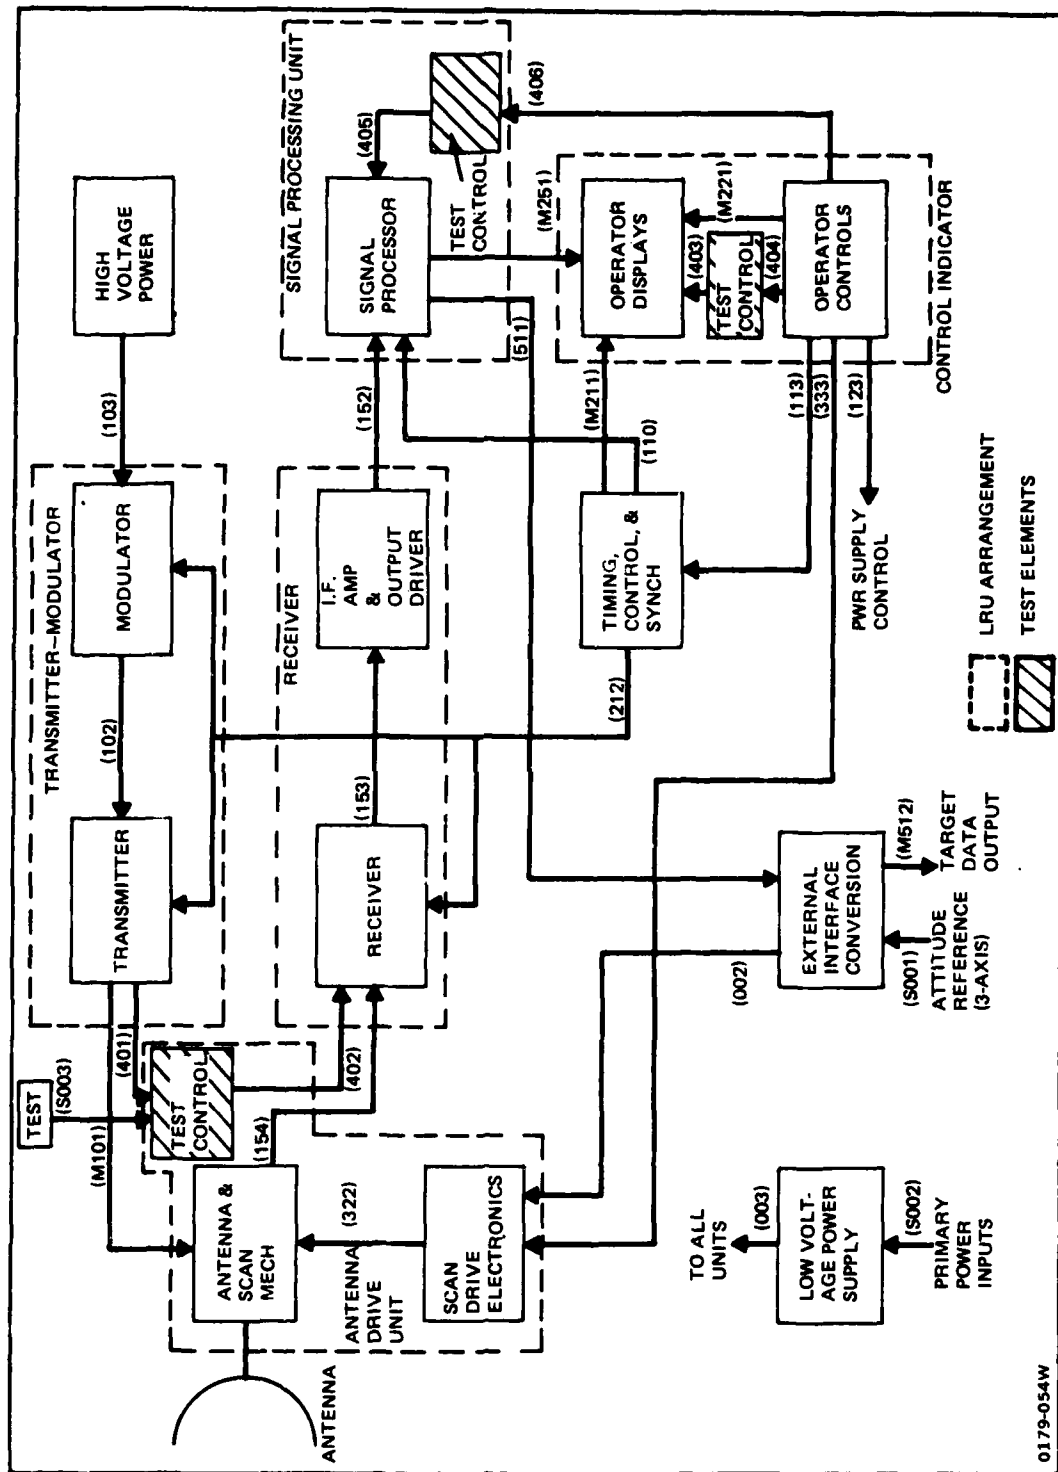 TEST
(S003)
(M101)
(401)
TRANSMITTER-MODULATOR
TRANSMITTER
(102)
MODULATOR
(103)
HIGH
VOLTAGE
POWER
ANTENNA
ANTENNA &
SCAN
MECH
TEST
CONTROL
(154)
(402)
RECEIVER
RECEIVER
(153)
I.F.
AMP
&
OUTPUT
DRIVER
(152)
SIGNAL PROCESSING UNIT
SIGNAL
PROCESSOR
(405)
TEST
CONTROL
(406)
(322)
ANTENNA
DRIVE
UNIT
SCAN
DRIVE
ELECTRONICS
(212)
TIMING,
CONTROL, &
SYNCH
(M211)
(110)
(511)
(M251)
OPERATOR
DISPLAYS
(403)
(M221)
TEST
CONTROL
(404)
OPERATOR
CONTROLS
CONTROL INDICATOR
(113)
(333)
(123)
PWR SUPPLY
CONTROL
(002)
EXTERNAL
INTERFACE
CONVERSION
(S001)
ATTITUDE
REFERENCE
(3-AXIS)
(M512)
TARGET
DATA
OUTPUT
TO ALL
UNITS
(003)
LOW VOLT-
AGE POWER
SUPPLY
(S002)
PRIMARY
POWER
INPUTS
LRU ARRANGEMENT
TEST ELEMENTS
0179-054W